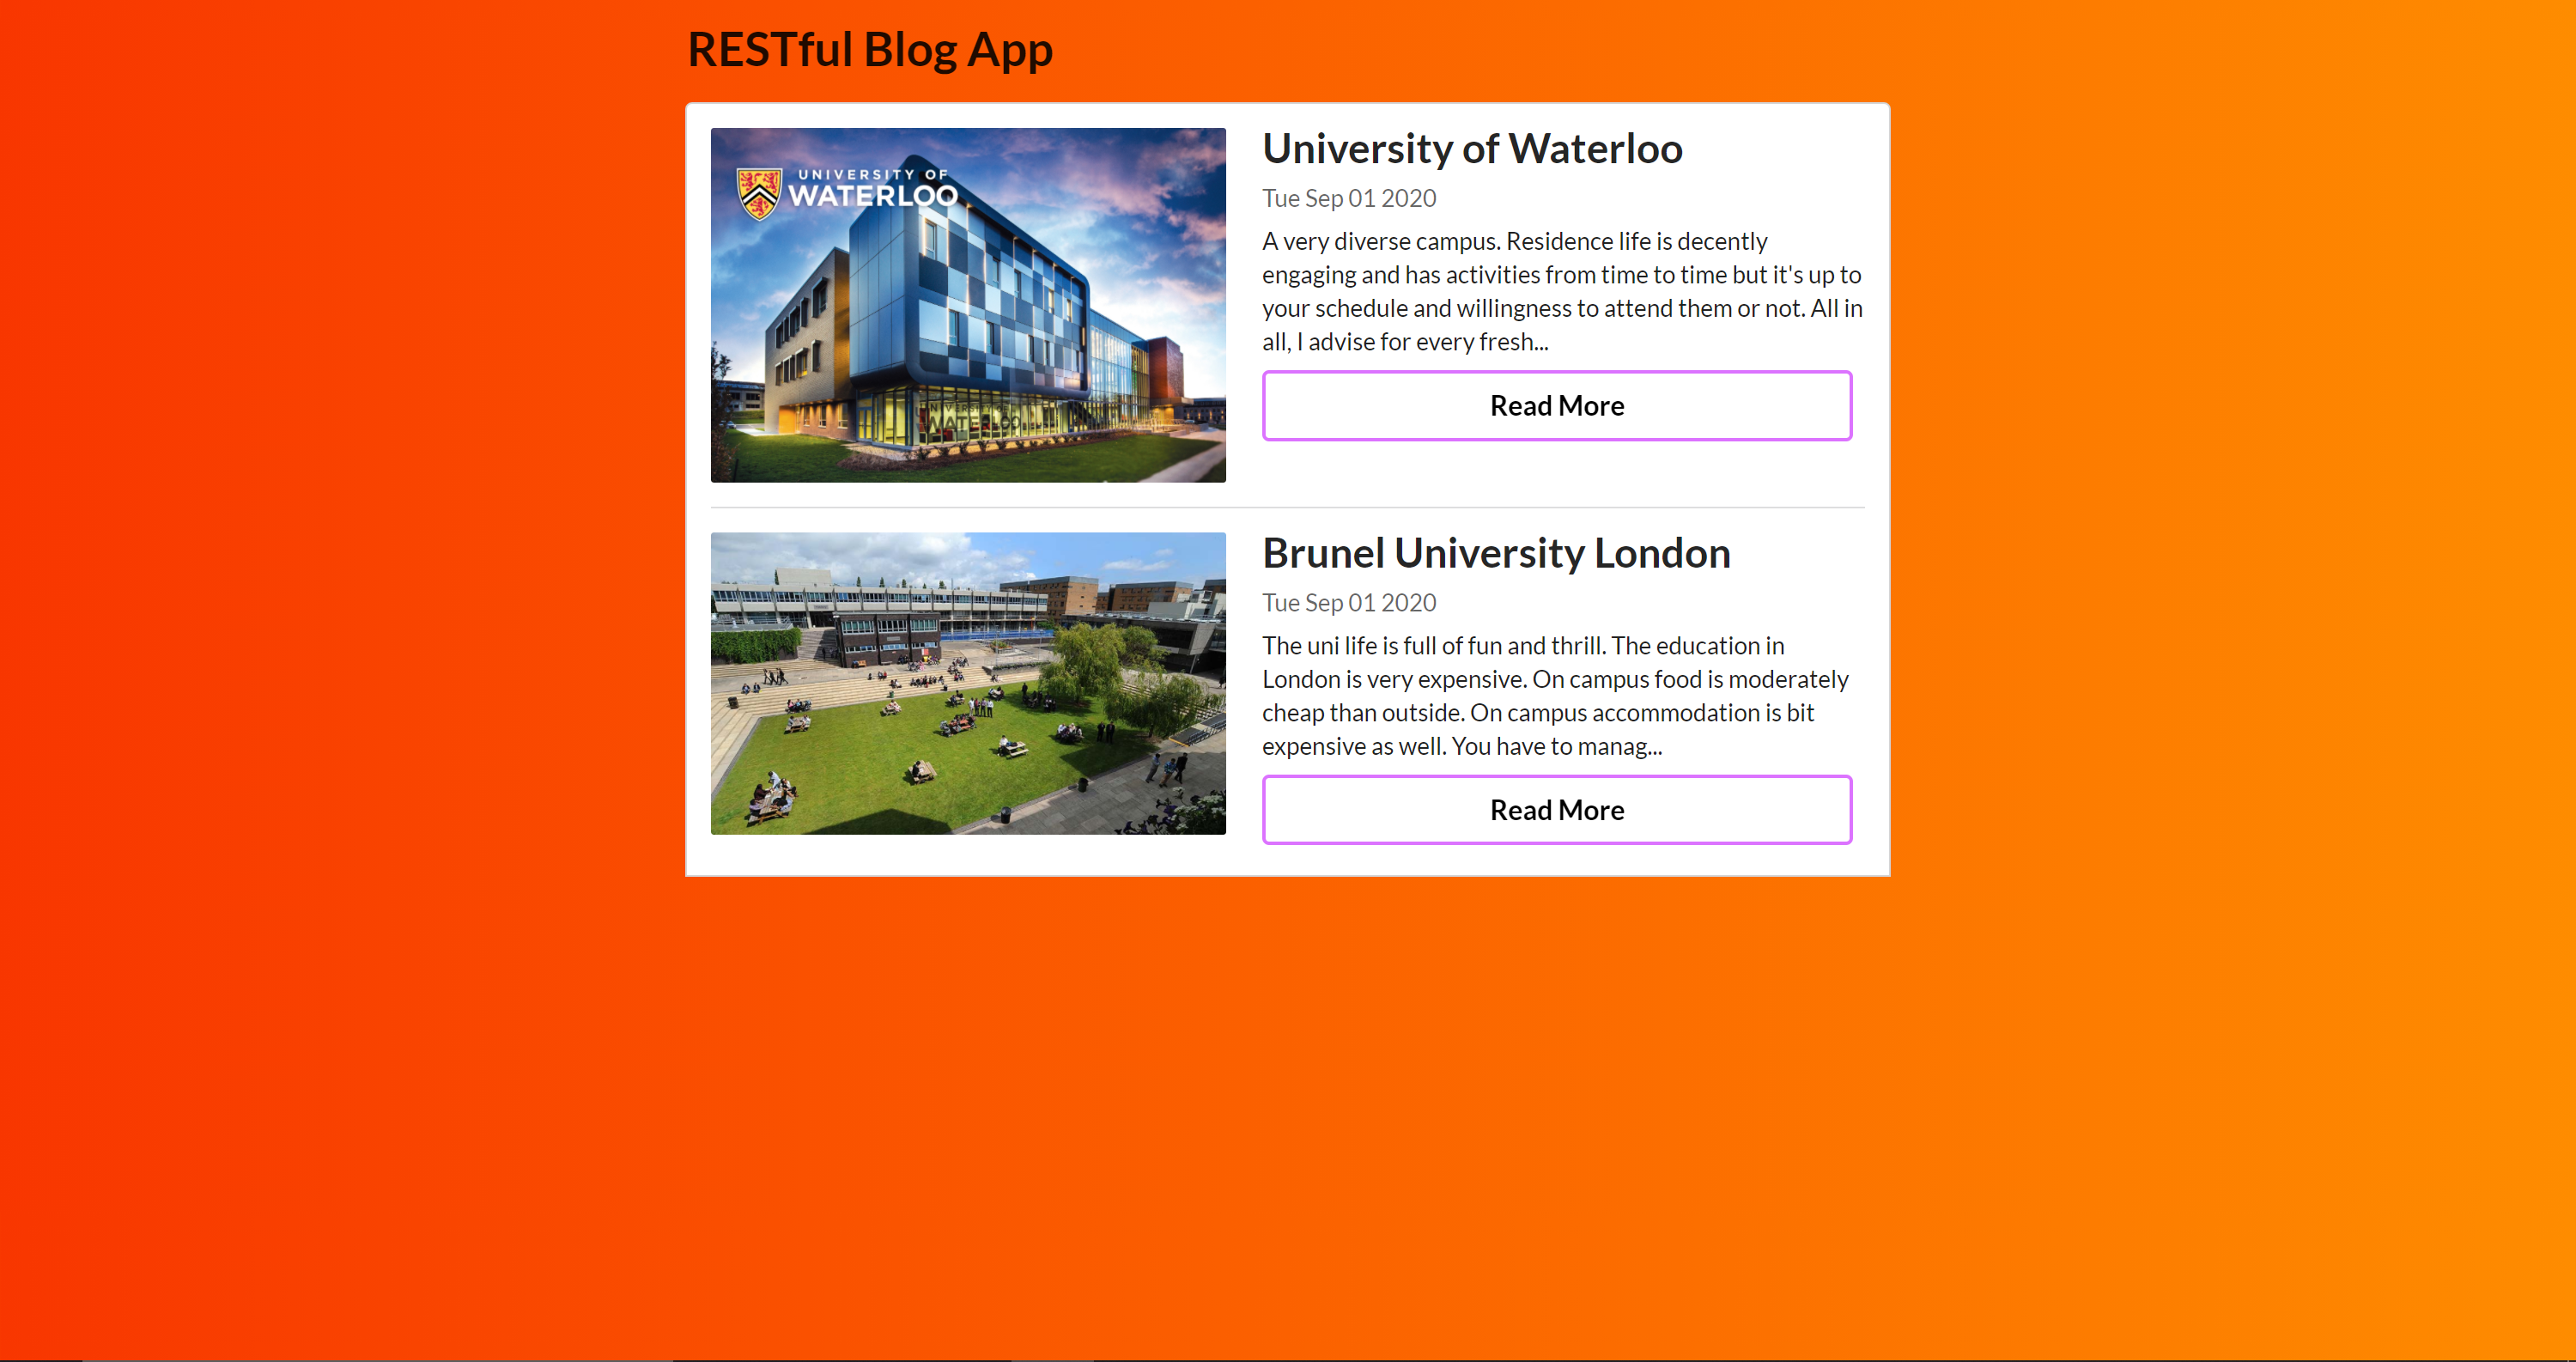 RESTful Blog App
UNIVERSITY OF
WATERLOO
University of Waterloo
Tue Sep 01 2020
A very diverse campus. Residence life is decently
engaging and has activities from time to time but it's up to
your schedule and willingness to attend them or not. All in
all, I advise for every fresh...
UNIVERSITY OF
WATERLOO
Read More
Brunel University London
Tue Sep 01 2020
The uni life is full of fun and thrill. The education in
London is very expensive. On campus food is moderately
cheap than outside. On campus accommodation is bit
expensive as well. You have to manag...
Read More